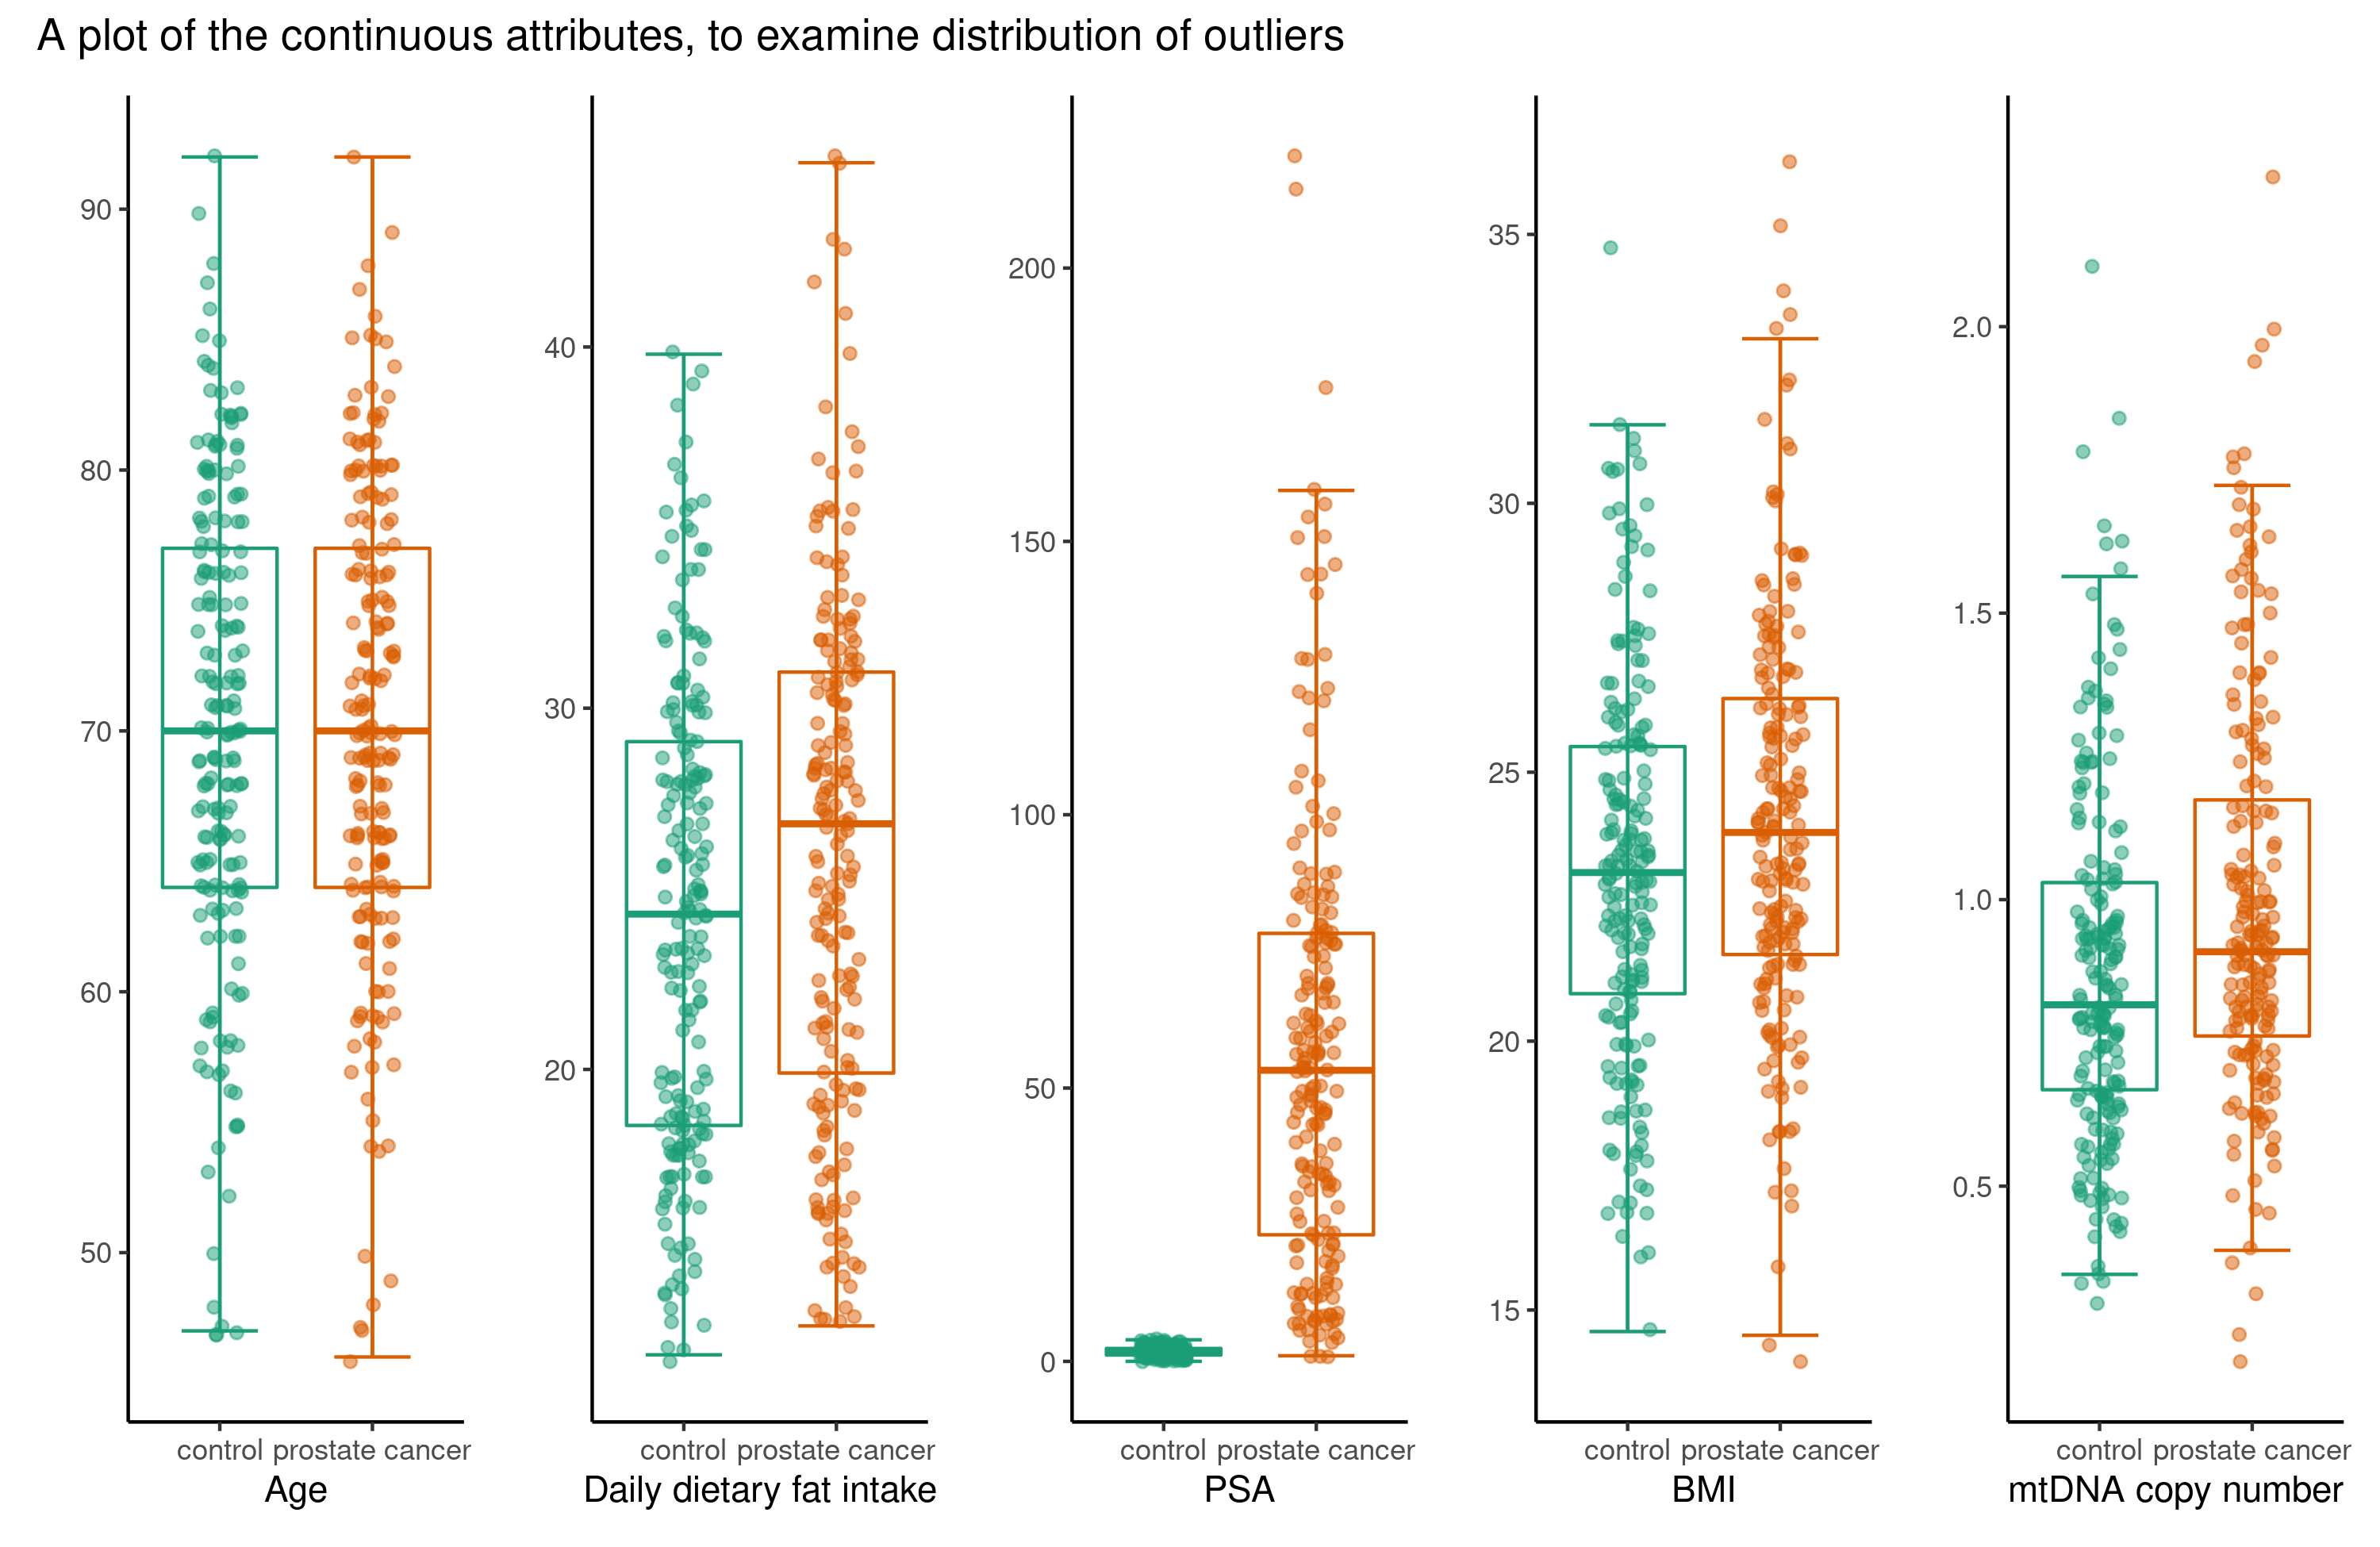 A plot of the continuous attributes, to examine distribution of outliers
90
80
70
60
50
control prostate cancer
Age
40
30
20
control prostate cancer
Daily dietary fat intake
200
150
100
50
0
control prostate cancer
PSA
35
30
25
20
15
control prostate cancer
BMI
2.0
1.5
1.0
0.5
control prostate cancer
mtDNA copy number